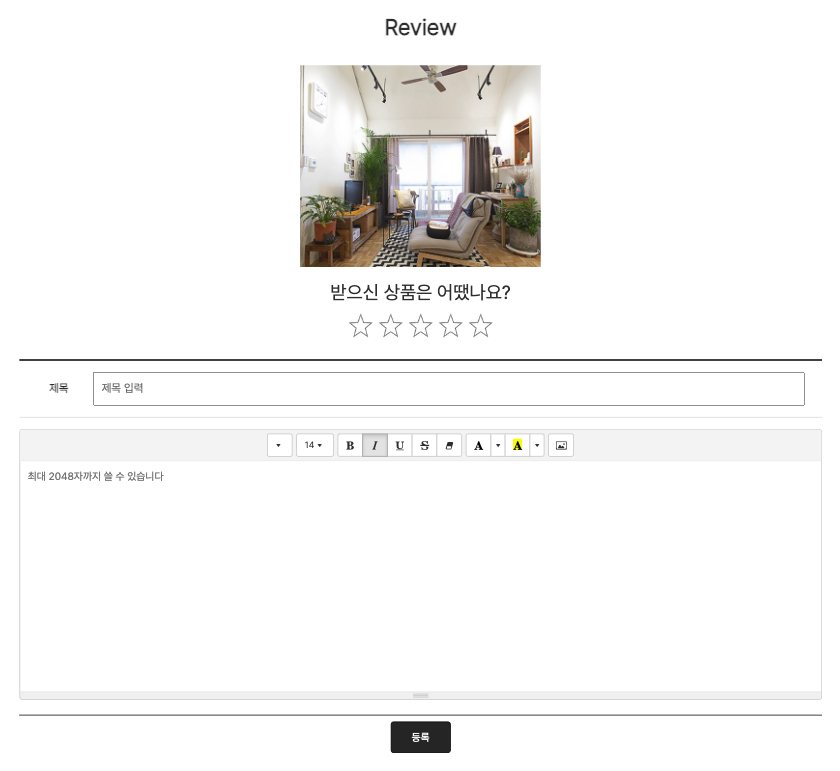 Review
받으신 상품은 어땠나요?
제목 제목 입력
14 B I U S A A
최대 2048자까지 쓸 수 있습니다
등록